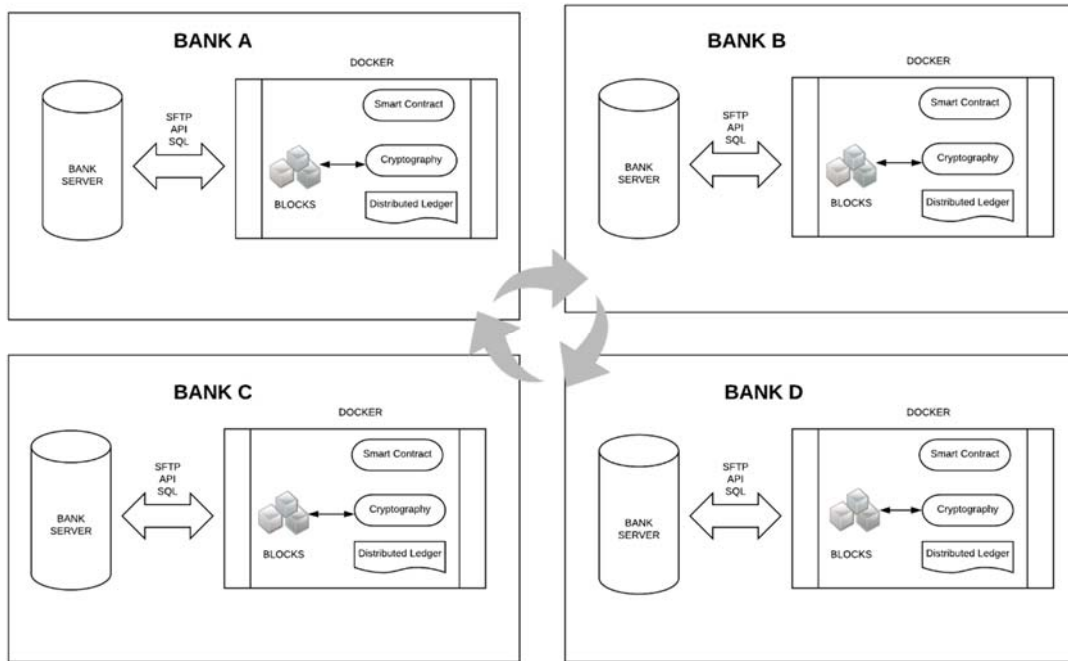 BANK A
DOCKER
SFTP
API
SQL
BANK
SERVER
Smart Contract
Cryptography
BLOCKS
Distributed Ledger
BANK B
DOCKER
SFTP
API
SQL
BANK
SERVER
Smart Contract
Cryptography
BLOCKS
Distributed Ledger
BANK C
DOCKER
SFTP
API
SQL
BANK
SERVER
Smart Contract
Cryptography
BLOCKS
Distributed Ledger
BANK D
DOCKER
SFTP
API
SQL
BANK
SERVER
Smart Contract
Cryptography
BLOCKS
Distributed Ledger